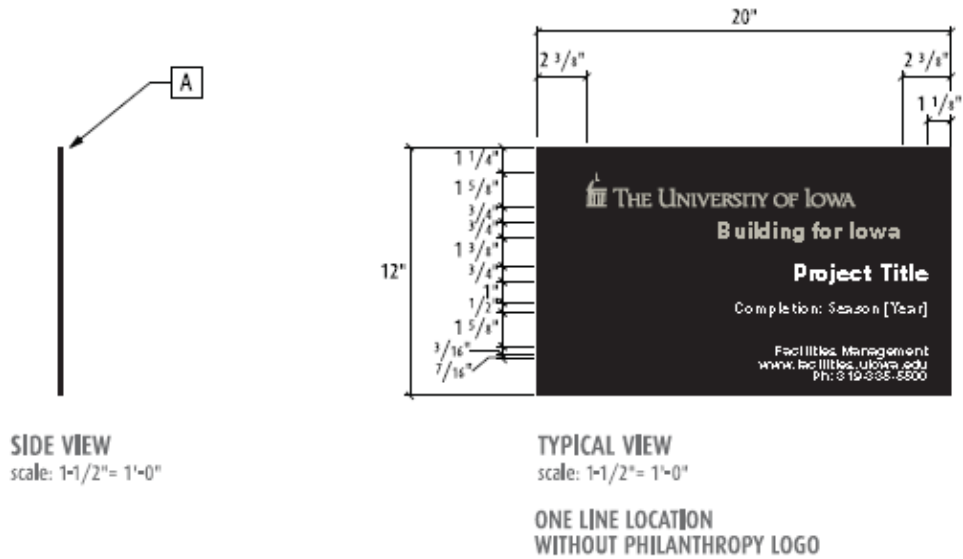 20"
2 3/8"
2 3/8"
1 1/8"
A
12"
1 1/4"
1 5/8"
3/4"
3/4"
1 3/8"
3/4"
1"
1/2"
1 5/8"
3/16"
7/16"
THE UNIVERSITY OF IOWA
Building for Iowa
Project Title
Completion: Season [Year]
Facilities Management
www.facilities.uiowa.edu
Ph: 319-335-5500
SIDE VIEW
scale: 1-1/2"= 1'-0"
TYPICAL VIEW
scale: 1-1/2"= 1'-0"
ONE LINE LOCATION
WITHOUT PHILANTHROPY LOGO